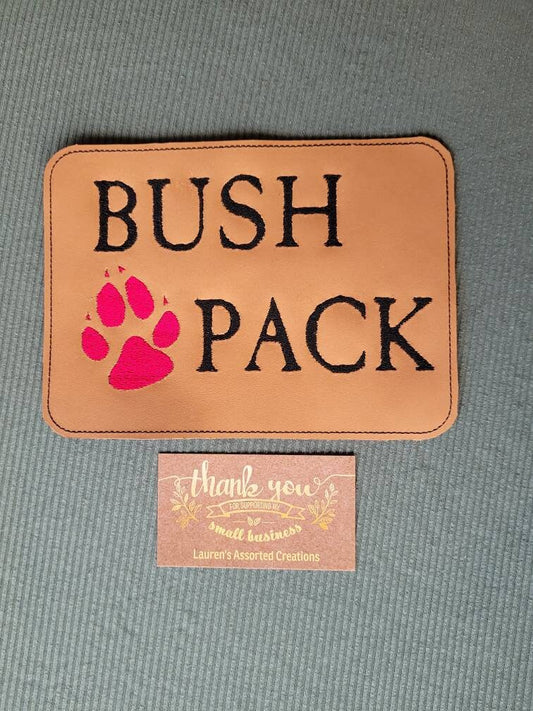 BUSH
PACK
thank you
FOR SUPPORTING MY
small business
Lauren's Assorted Creations